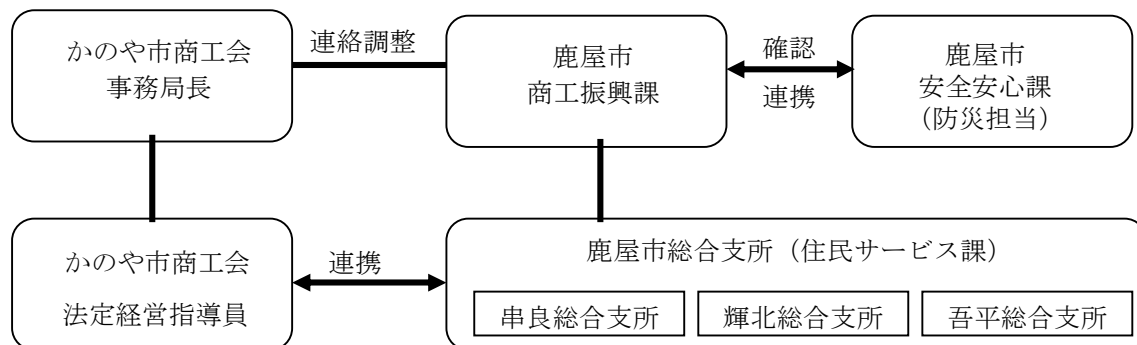 かのや市商工会
事務局長
連絡調整
鹿屋市
商工振興課
確認
連携
鹿屋市
安全安心課
（防災担当）
かのや市商工会
法定経営指導員
連携
鹿屋市総合支所（住民サービス課）
串良総合支所
輝北総合支所
吾平総合支所